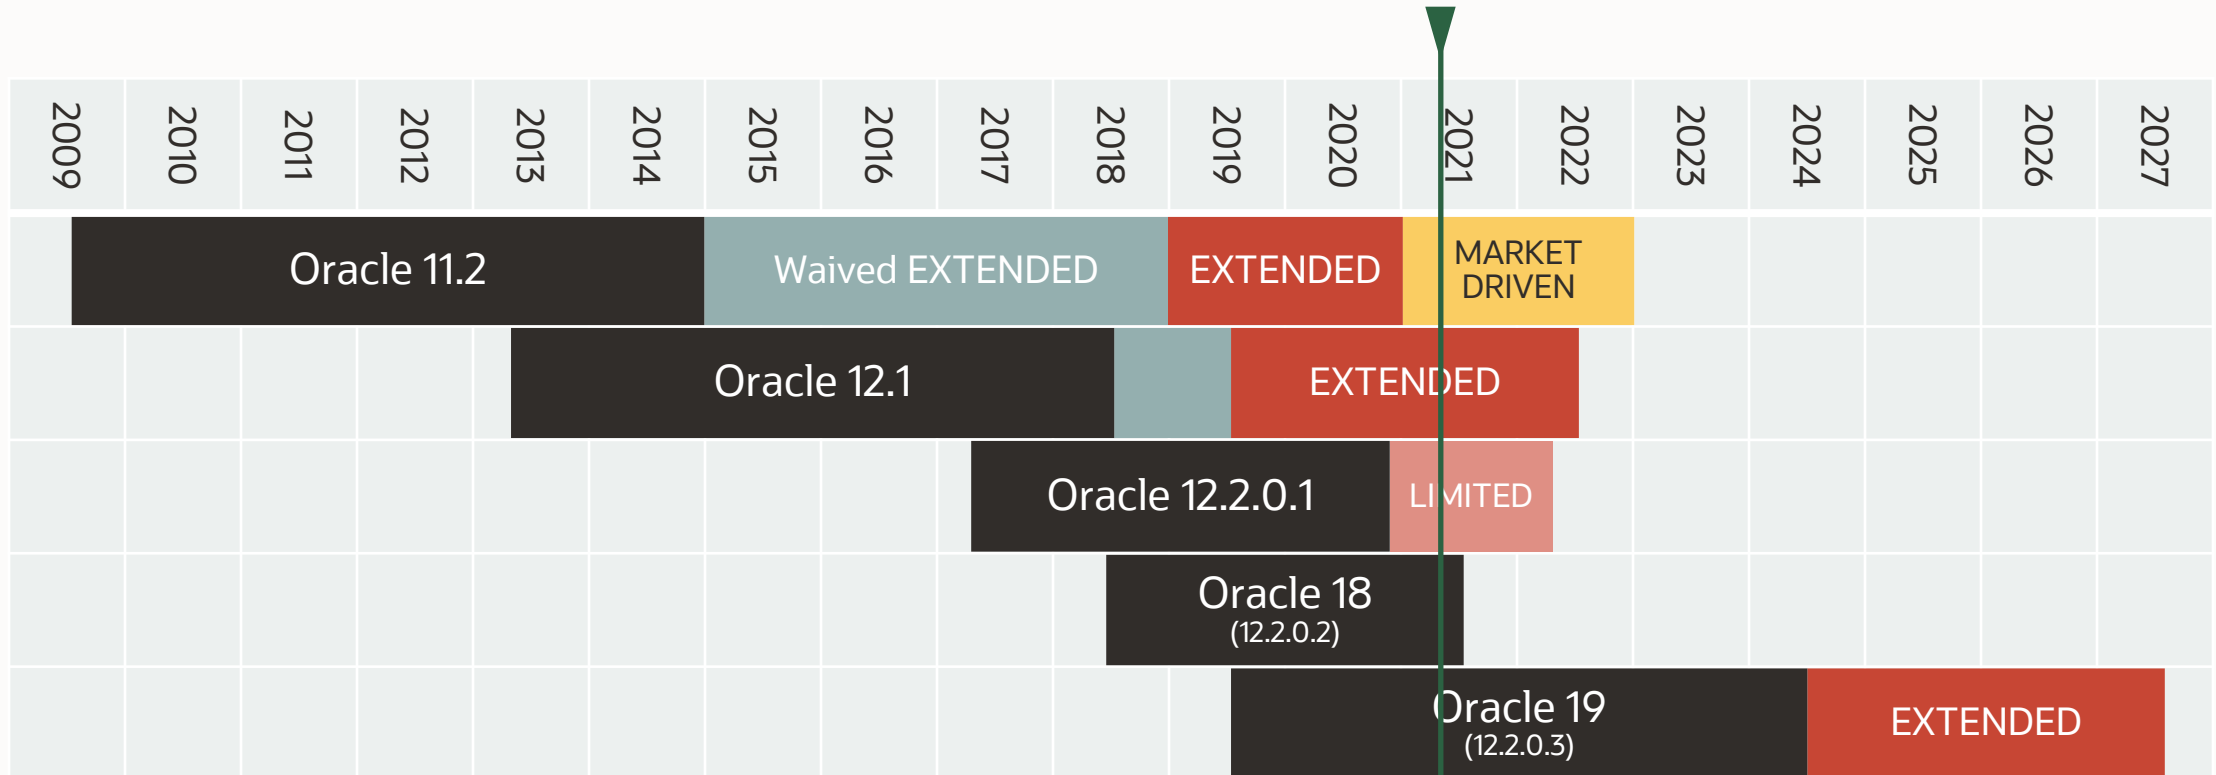 2009
2010
2011
2012
2013
2014
2015
2016
2017
2018
2019
2020
2021
2022
2023
2024
2025
2026
2027
Oracle 11.2
Waived EXTENDED
EXTENDED
MARKET
DRIVEN
Oracle 12.1
EXTENDED
Oracle 12.2.0.1
LIMITED
Oracle 18
(12.2.0.2)
Oracle 19
(12.2.0.3)
EXTENDED